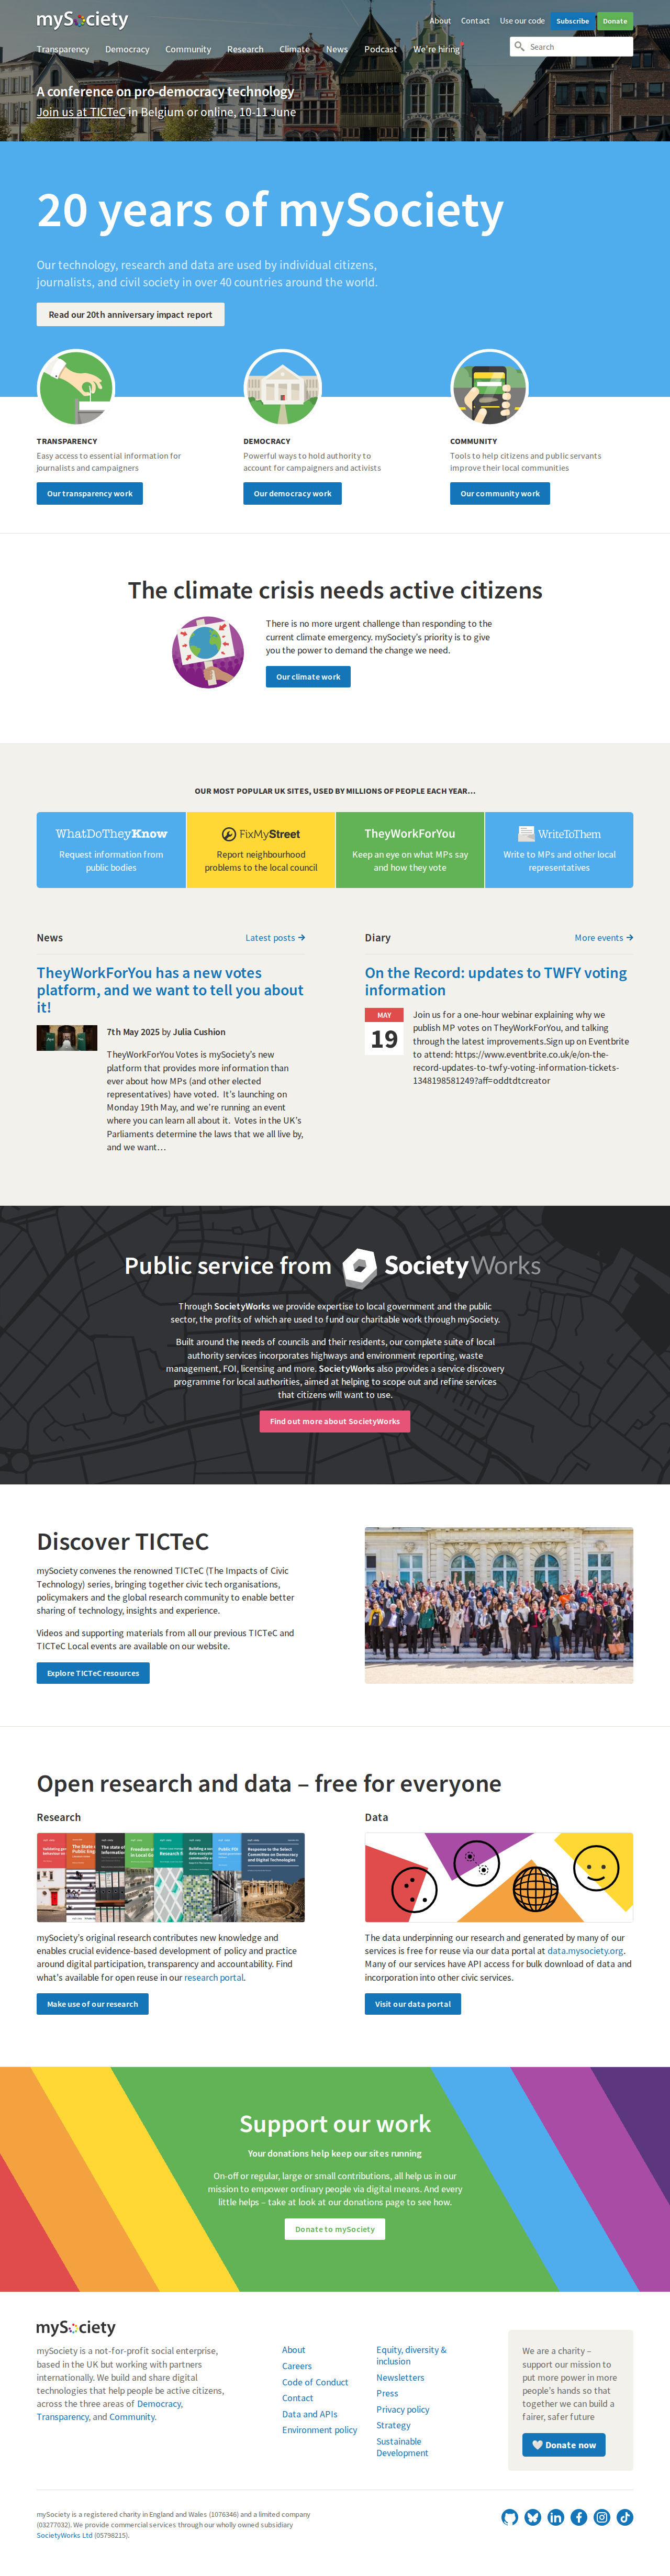 mySociety
About Contact Use our code Subscribe Donate
Transparency Democracy Community Research Climate News Podcast We're hiring
Search
A conference on pro-democracy technology
Join us at TICTeC in Belgium or online, 10-11 June
20 years of mySociety
Our technology, research and data are used by individual citizens,
journalists, and civil society in over 40 countries around the world.
Read our 20th anniversary impact report
TRANSPARENCY
Easy access to essential information for
journalists and campaigners
Our transparency work
DEMOCRACY
Powerful ways to hold authority to
account for campaigners and activists
Our democracy work
COMMUNITY
Tools to help citizens and public servants
improve their local communities
Our community work
The climate crisis needs active citizens
There is no more urgent challenge than responding to the
current climate emergency. mySociety's priority is to give
you the power to demand the change we need.
Our climate work
OUR MOST POPULAR UK SITES, USED BY MILLIONS OF PEOPLE EACH YEAR…
WhatDoTheyKnow
Request information from
public bodies
FixMyStreet
Report neighbourhood
problems to the local council
TheyWorkForYou
Keep an eye on what MPs say
and how they vote
WriteToThem
Write to MPs and other local
representatives
News
Latest posts →
TheyWorkForYou has a new votes
platform, and we want to tell you about
it!
7th May 2025 by Julia Cushion
TheyWorkForYou Votes is mySociety's new
platform that provides more information than
ever about how MPs (and other elected
representatives) have voted. It's launching on
Monday 19th May, and we're running an event
where you can learn all about it. Votes in the UK's
Parliaments determine the laws that we all live by,
and we want…
Diary
More events →
On the Record: updates to TWFY voting
information
MAY
19
Join us for a one-hour webinar explaining why we
publish MP votes on TheyWorkForYou, and talking
through the latest improvements.Sign up on Eventbrite
to attend: https://www.eventbrite.co.uk/e/on-the-
record-updates-to-twfy-voting-information-tickets-
1348198581249?aff=oddtdtcreator
Public service from SocietyWorks
Through SocietyWorks we provide expertise to local government and the public
sector, the profits of which are used to fund our charitable work through mySociety.
Built around the needs of councils and their residents, our complete suite of local
authority services incorporates highways and environment reporting, waste
management, FOI, licensing and more. SocietyWorks also provides a service discovery
programme for local authorities, aimed at helping to scope out and refine services
that citizens will want to use.
Find out more about SocietyWorks
Discover TICTeC
mySociety convenes the renowned TICTeC (The Impacts of Civic
Technology) series, bringing together civic tech organisations,
policymakers and the global research community to enable better
sharing of technology, insights and experience.
Videos and supporting materials from all our previous TICTeC and
TICTeC Local events are available on our website.
Explore TICTeC resources
Open research and data – free for everyone
Research
Response to the Select
Committee on Democracy
and Digital Technologies
mySociety's original research contributes new knowledge and
enables crucial evidence-based development of policy and practice
around digital participation, transparency and accountability. Find
what's available for open reuse in our research portal.
Make use of our research
Data
The data underpinning our research and generated by many of our
services is free for reuse via our data portal at data.mysociety.org.
Many of our services have API access for bulk download of data and
incorporation into other civic services.
Visit our data portal
Support our work
Your donations help keep our sites running
On-off or regular, large or small contributions, all help us in our
mission to empower ordinary people via digital means. And every
little helps – take at look at our donations page to see how.
Donate to mySociety
mySociety
mySociety is a not-for-profit social enterprise,
based in the UK but working with partners
internationally. We build and share digital
technologies that help people be active citizens,
across the three areas of Democracy,
Transparency, and Community.
About
Careers
Code of Conduct
Contact
Data and APIs
Environment policy
Equity, diversity &
inclusion
Newsletters
Press
Privacy policy
Strategy
Sustainable
Development
We are a charity –
support our mission to
put more power in more
people's hands so that
together we can build a
fairer, safer future
Donate now
mySociety is a registered charity in England and Wales (1076346) and a limited company
(03277032). We provide commercial services through our wholly owned subsidiary
SocietyWorks Ltd (05798215).